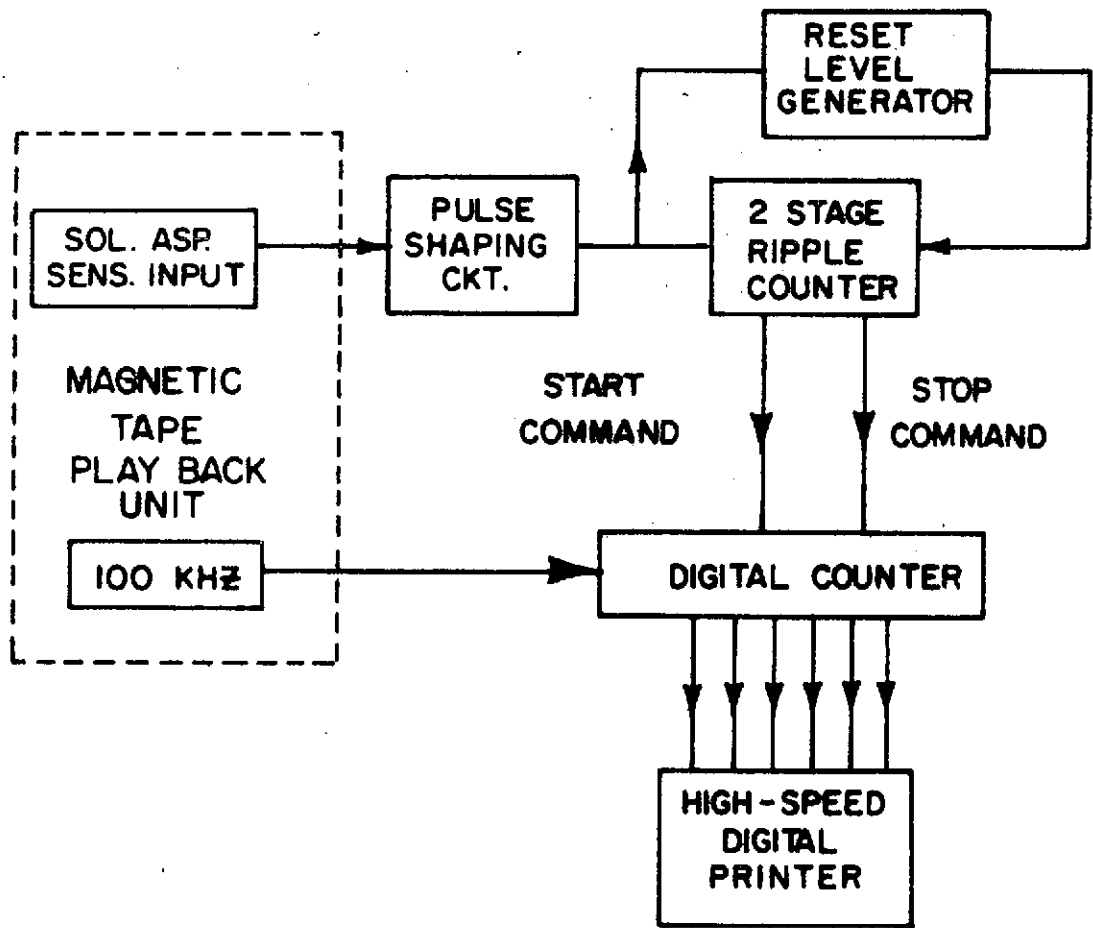 RESET
LEVEL
GENERATOR
SOL. ASP.
SENS. INPUT
PULSE
SHAPING
CKT.
2 STAGE
RIPPLE
COUNTER
MAGNETIC
TAPE
PLAY BACK
UNIT
START
COMMAND
STOP
COMMAND
100 KHZ
DIGITAL COUNTER
HIGH-SPEED
DIGITAL
PRINTER